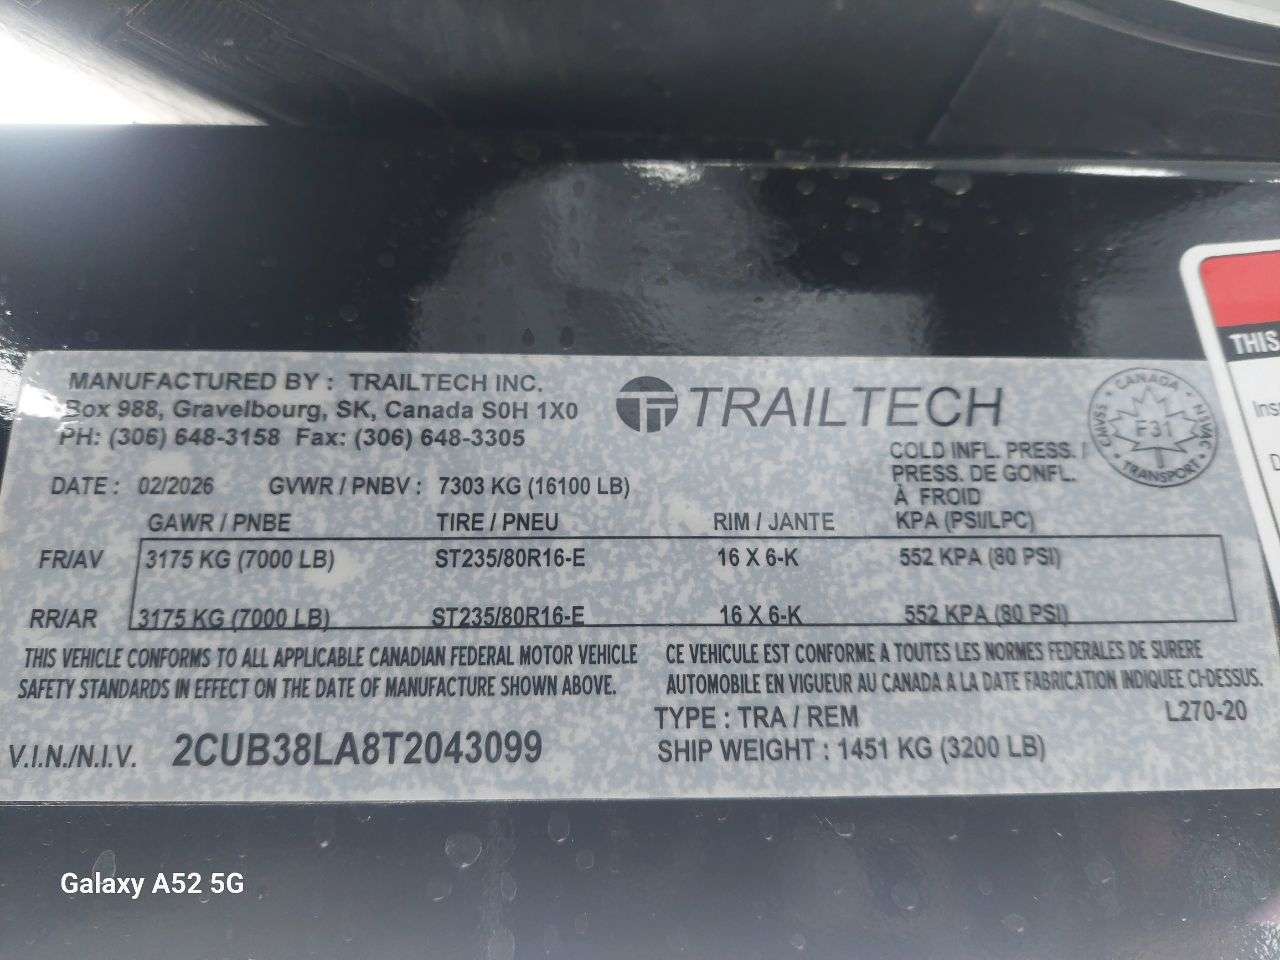 MANUFACTURED BY : TRAILTECH INC.
Box 988, Gravelbourg, SK, Canada S0H 1X0
PH: (306) 648-3158 Fax: (306) 648-3305
TRAILTECH
CANADA
CMVSS
NSVAC
F31
TRANSPORT
COLD INFL. PRESS. /
PRESS. DE GONFL.
À FROID
KPA (PSI/LPC)
DATE : 02/2026 GVWR / PNBV : 7303 KG (16100 LB)
GAWR / PNBE TIRE / PNEU RIM / JANTE
FR/AV 3175 KG (7000 LB) ST235/80R16-E 16 X 6-K 552 KPA (80 PSI)
RR/AR 3175 KG (7000 LB) ST235/80R16-E 16 X 6-K 552 KPA (80 PSI)
THIS VEHICLE CONFORMS TO ALL APPLICABLE CANADIAN FEDERAL MOTOR VEHICLE
SAFETY STANDARDS IN EFFECT ON THE DATE OF MANUFACTURE SHOWN ABOVE.
CE VEHICULE EST CONFORME A TOUTES LES NORMES FEDERALES DE SURERE
AUTOMOBILE EN VIGUEUR AU CANADA A LA DATE FABRICATION INDIQUEE CI-DESSUS.
TYPE : TRA / REM L270-20
V.I.N./N.I.V. 2CUB38LA8T2043099
SHIP WEIGHT : 1451 KG (3200 LB)
THIS
Galaxy A52 5G